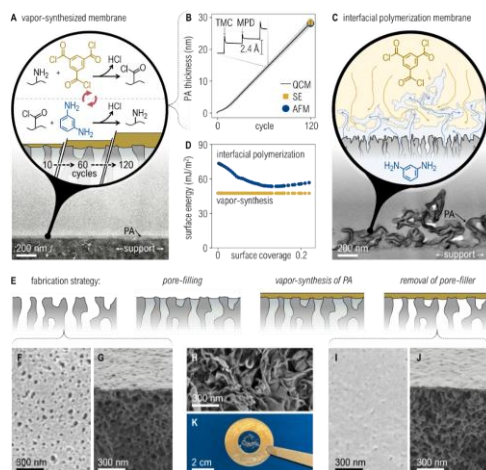 A vapor-synthesized membrane
HCl
NH₂ + →
HCl
NH₂
10→60→120
cycles
PA
200 nm
←support→
B
PA thickness (nm)
30
20
10
0
TMC MPD
2.4 Å
QCM
SE
AFM
0
cycle
120
D
interfacial polymerization
surface energy (mJ/m²)
90
60
30
0
vapor-synthesis
0
surface coverage
0.2
C interfacial polymerization membrane
H₂N
NH₂
PA
200 nm
←support→
E fabrication strategy:
pore-filling
vapor-synthesis of PA
removal of pore-filler
F
300 nm
G
300 nm
H
300 nm
K
2 cm
I
300 nm
J
300 nm